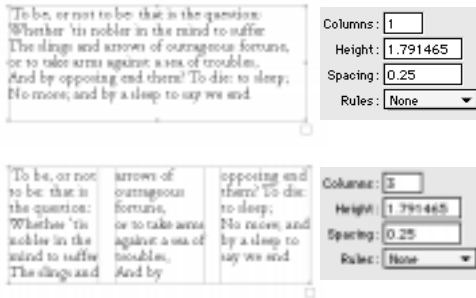 To be, or not to be: that is the question:
Whether 'tis nobler in the mind to suffer
The slings and arrows of outrageous fortune,
or to take arms against a sea of troubles,
And by opposing end them? To die: to sleep;
No more; and by a sleep to say we end
Columns: 1
Height: 1.791465
Spacing: 0.25
Rules: None
To be, or not
to be: that is
the question:
Whether 'tis
nobler in the
mind to suffer
The slings and
arrows of
outrageous
fortune,
or to take arms
against a sea of
troubles,
And by
opposing end
them? To die:
to sleep;
No more; and
by a sleep to
say we end
Columns: 3
Height: 1.791465
Spacing: 0.25
Rules: None